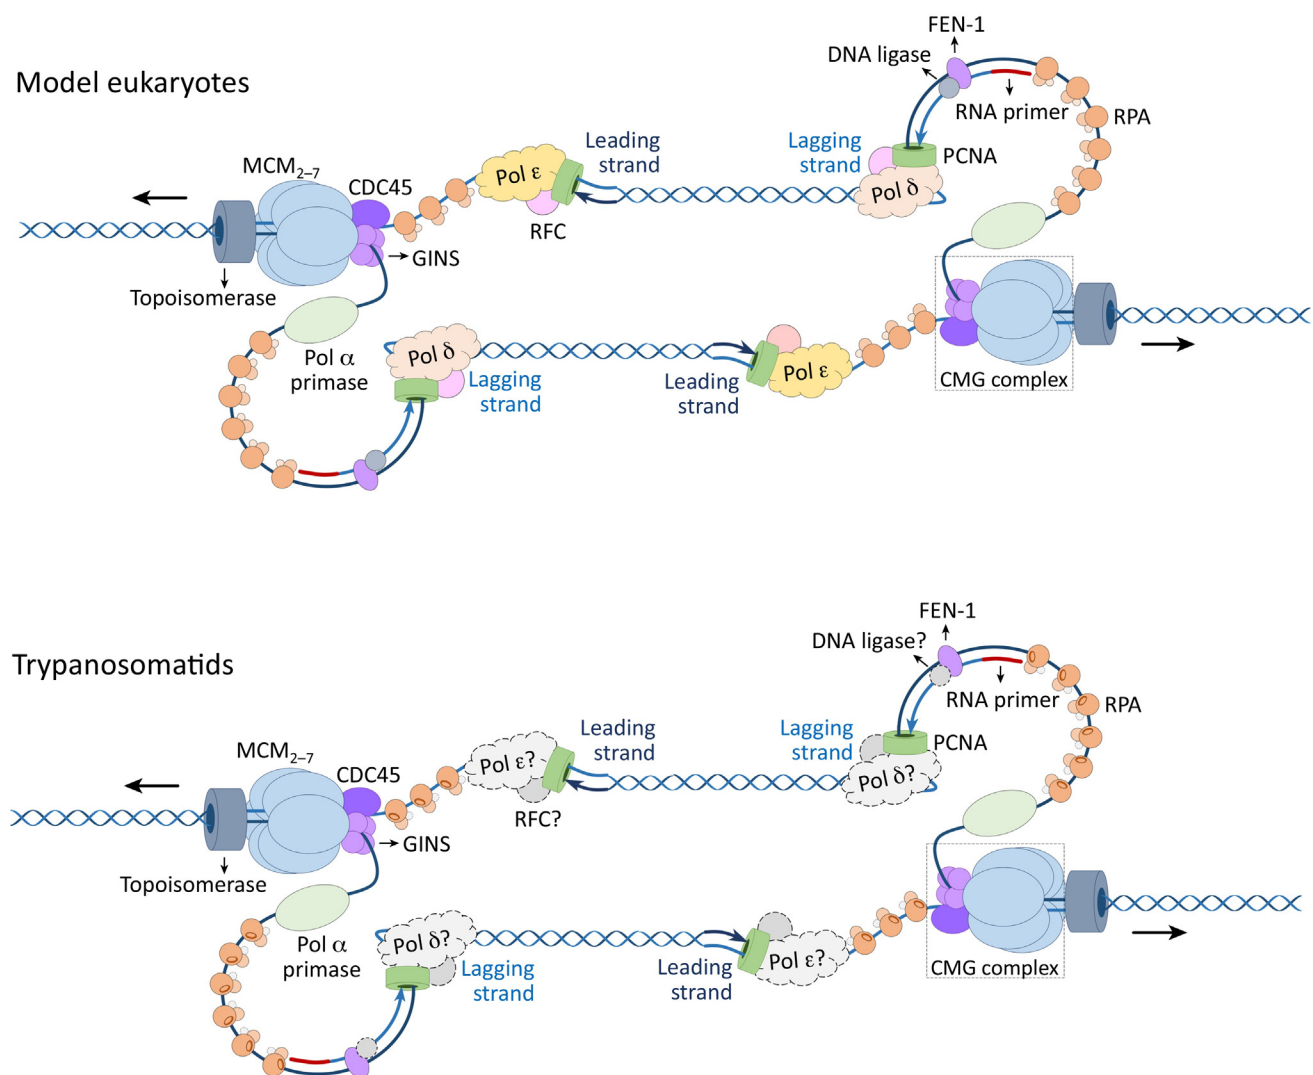 Model eukaryotes
FEN-1
DNA ligase
RNA primer
RPA
Leading
strand
Lagging
strand
PCNA
MCM₂₋₇
CDC45
Pol ε
RFC
Pol δ
GINS
Topoisomerase
Pol α
primase
Pol δ
Lagging
strand
Leading
strand
Pol ε
CMG complex
Trypanosomatids
FEN-1
DNA ligase?
RNA primer
RPA
Leading
strand
Lagging
strand
PCNA
MCM₂₋₇
CDC45
Pol ε?
RFC?
Pol δ?
GINS
Topoisomerase
Pol α
primase
Pol δ?
Lagging
strand
Leading
strand
Pol ε?
CMG complex